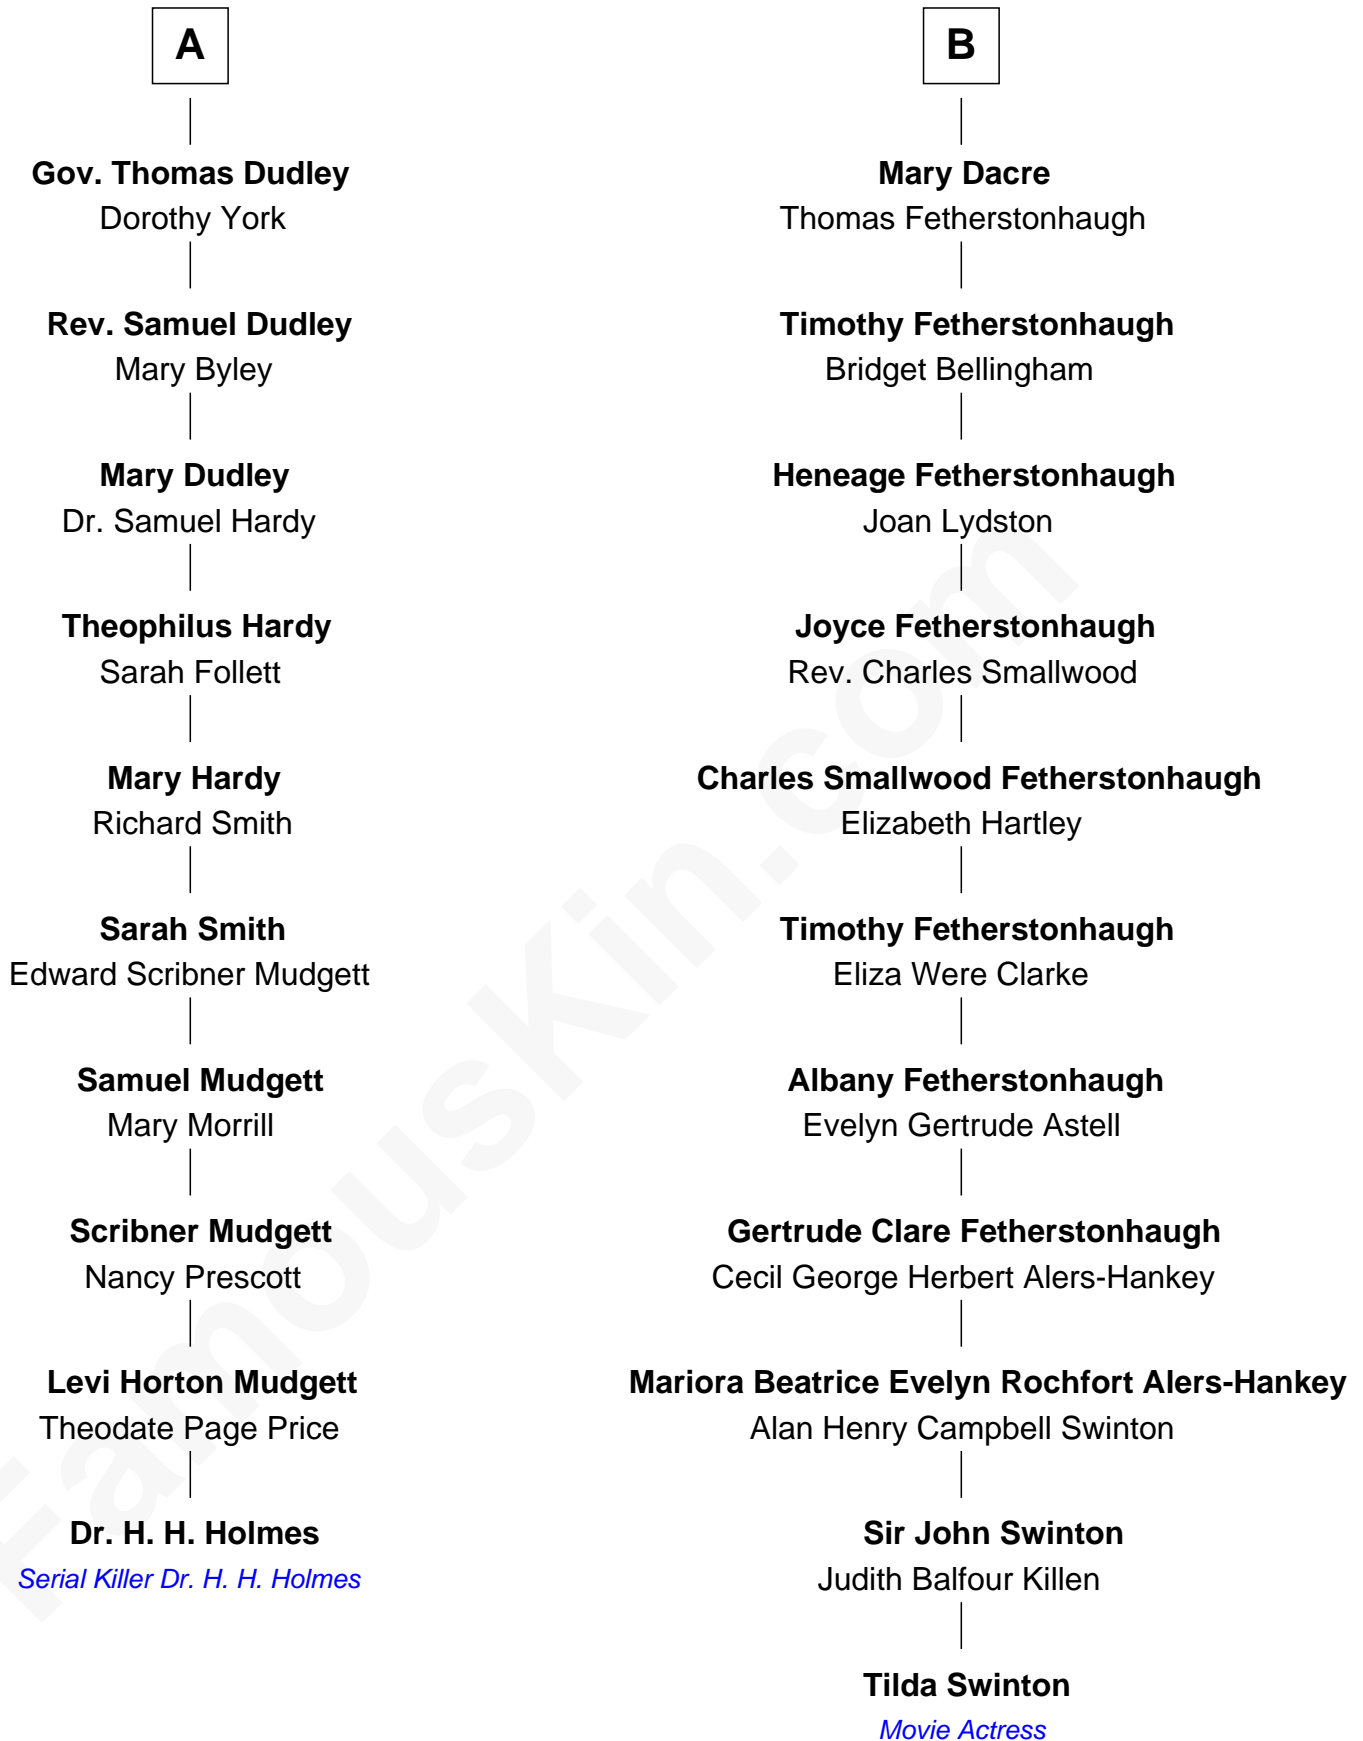 A
Gov. Thomas Dudley
Dorothy York
Rev. Samuel Dudley
Mary Byley
Mary Dudley
Dr. Samuel Hardy
Theophilus Hardy
Sarah Follett
Mary Hardy
Richard Smith
Sarah Smith
Edward Scribner Mudgett
Samuel Mudgett
Mary Morrill
Scribner Mudgett
Nancy Prescott
Levi Horton Mudgett
Theodate Page Price
Dr. H. H. Holmes
Serial Killer Dr. H. H. Holmes
B
Mary Dacre
Thomas Fetherstonhaugh
Timothy Fetherstonhaugh
Bridget Bellingham
Heneage Fetherstonhaugh
Joan Lydston
Joyce Fetherstonhaugh
Rev. Charles Smallwood
Charles Smallwood Fetherstonhaugh
Elizabeth Hartley
Timothy Fetherstonhaugh
Eliza Were Clarke
Albany Fetherstonhaugh
Evelyn Gertrude Astell
Gertrude Clare Fetherstonhaugh
Cecil George Herbert Alers-Hankey
Mariora Beatrice Evelyn Rochfort Alers-Hankey
Alan Henry Campbell Swinton
Sir John Swinton
Judith Balfour Killen
Tilda Swinton
Movie Actress
FamousKin.com